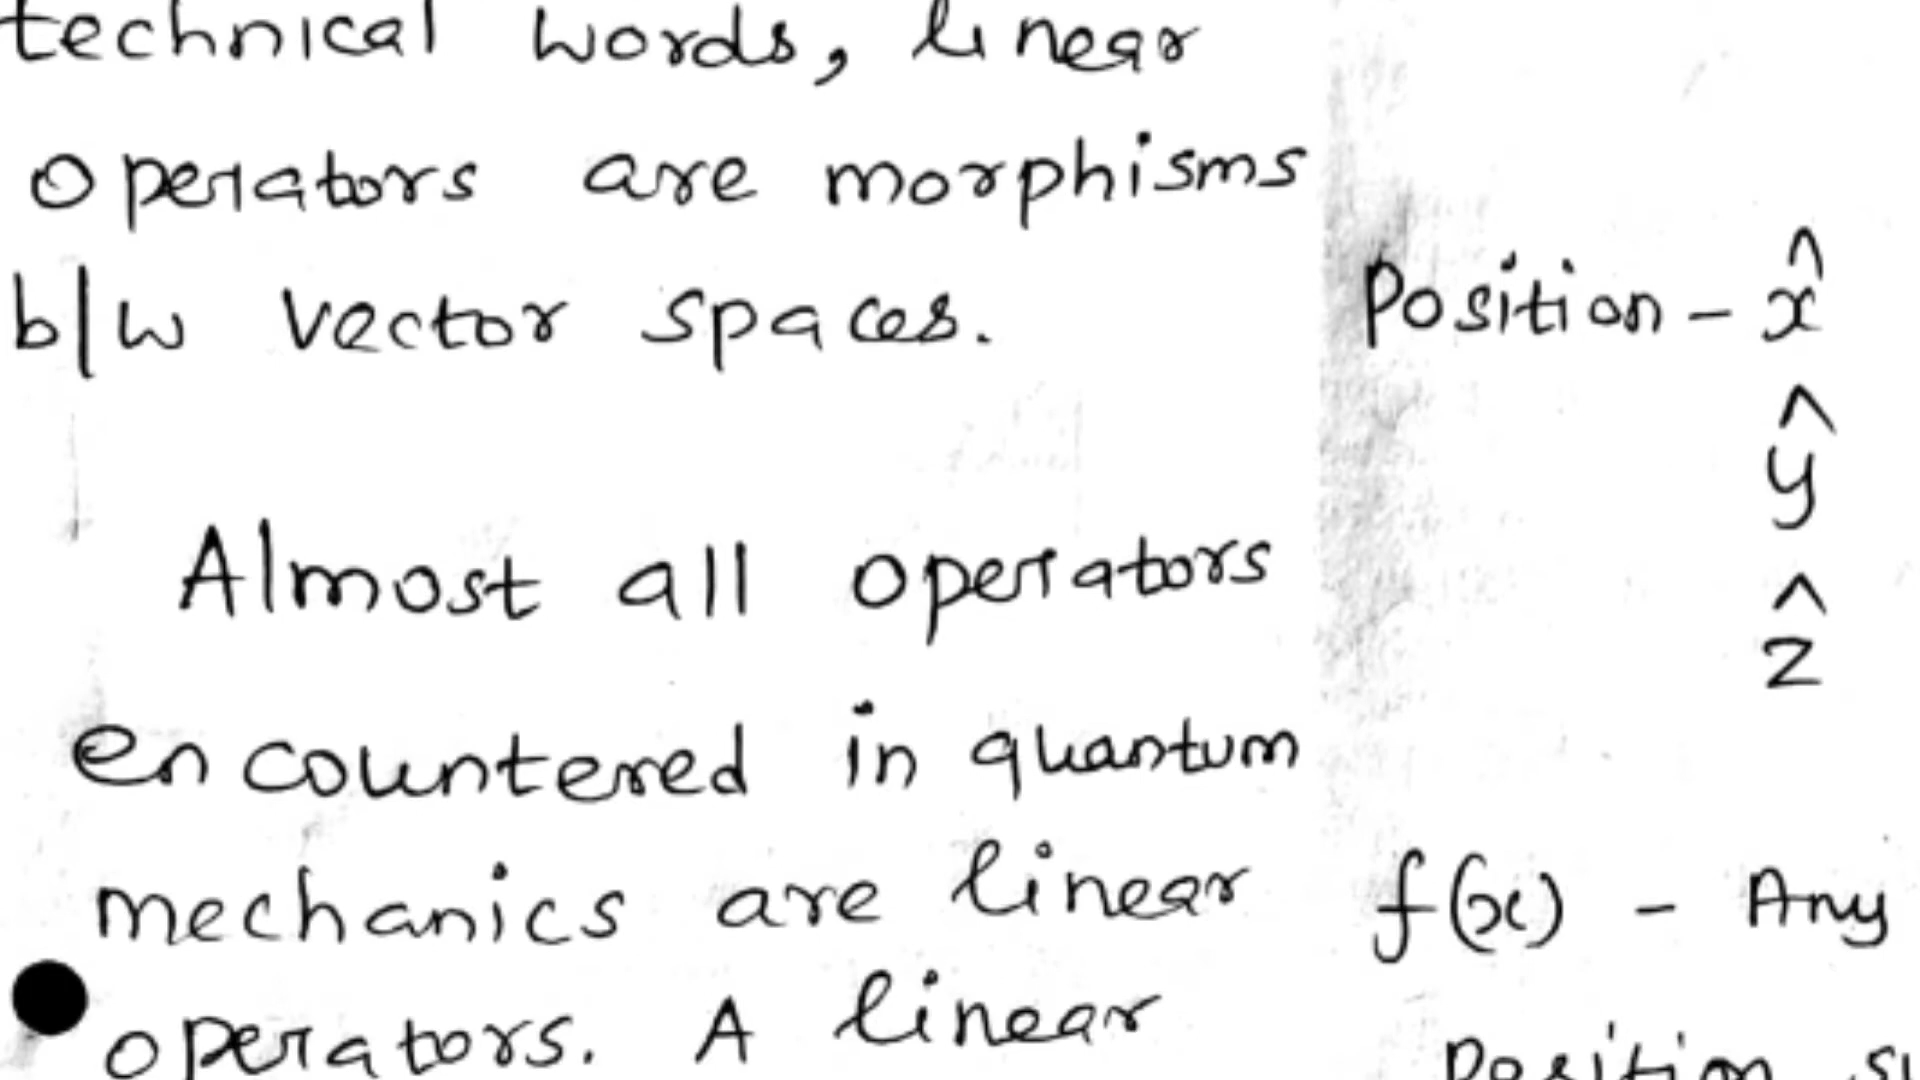 technical words, linear
operators are morphisms
b/w vector spaces.
Almost all operators
encountered in quantum
mechanics are linear
operators. A linear
Position - x̂
ŷ
ẑ
f(x) - Any
Position